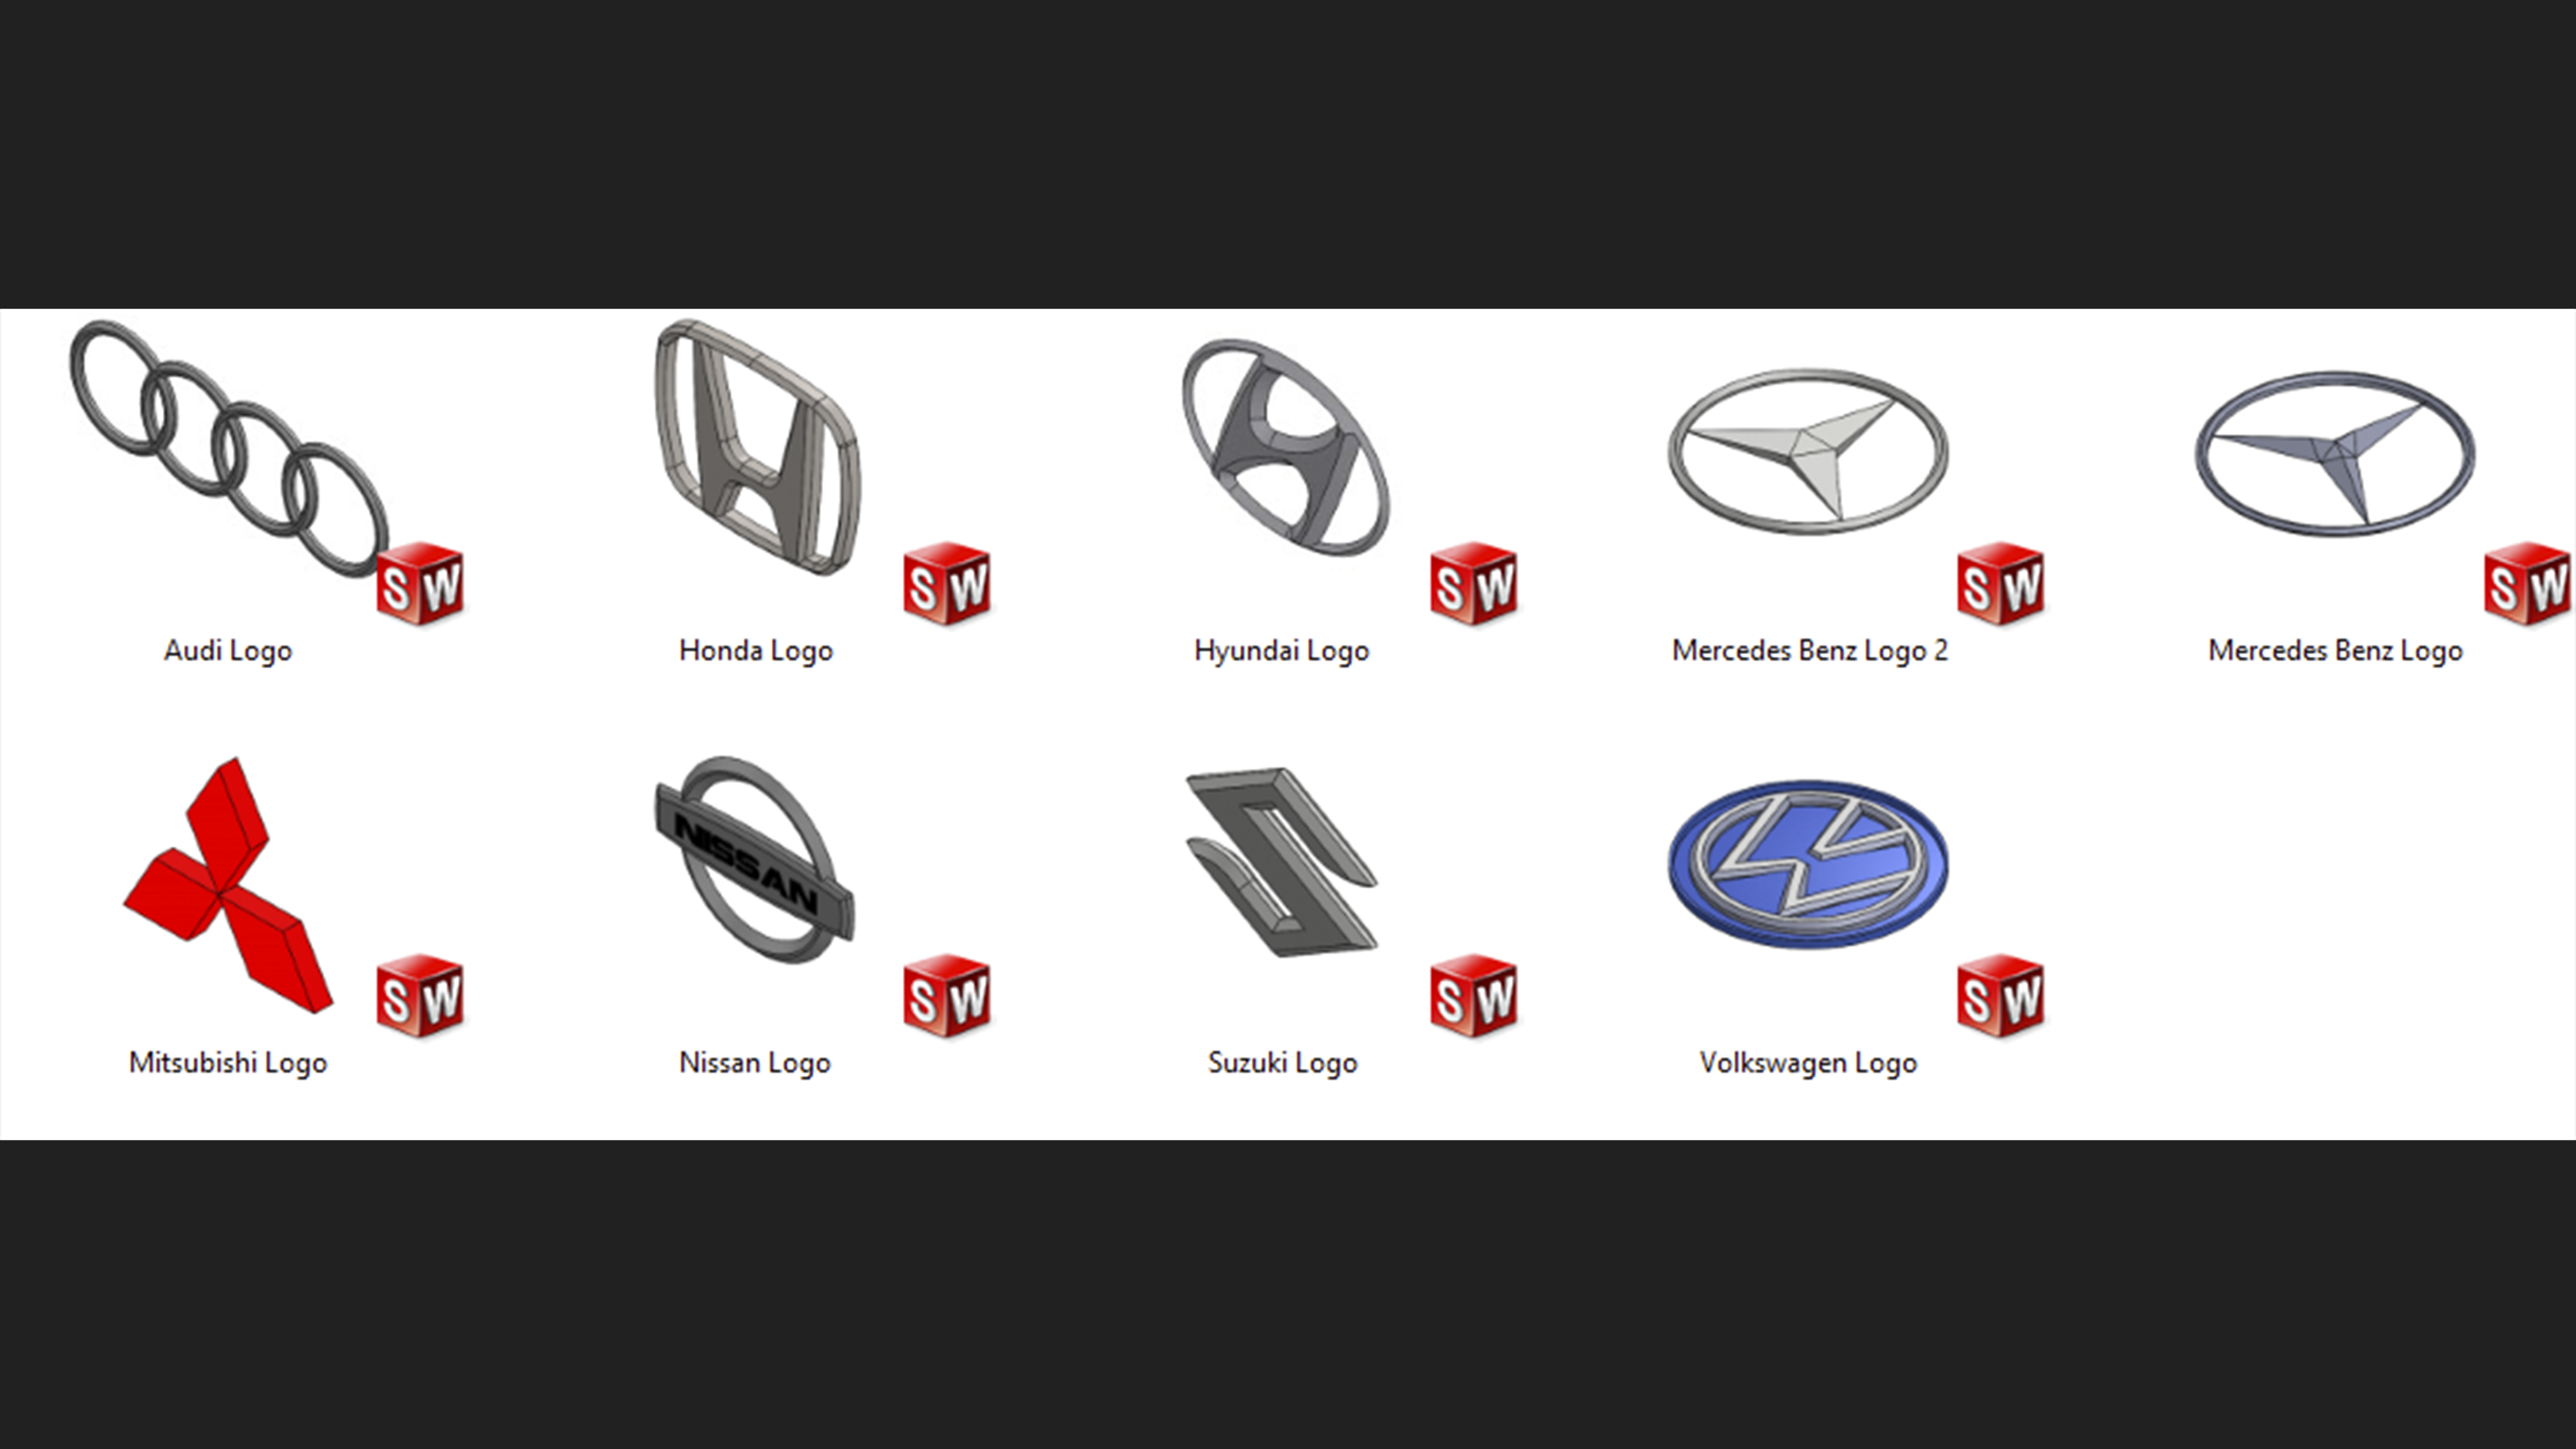 SW
SW
SW
SW
SW
Audi Logo
Honda Logo
Hyundai Logo
Mercedes Benz Logo 2
Mercedes Benz Logo
NISSAN
SW
SW
SW
SW
Mitsubishi Logo
Nissan Logo
Suzuki Logo
Volkswagen Logo